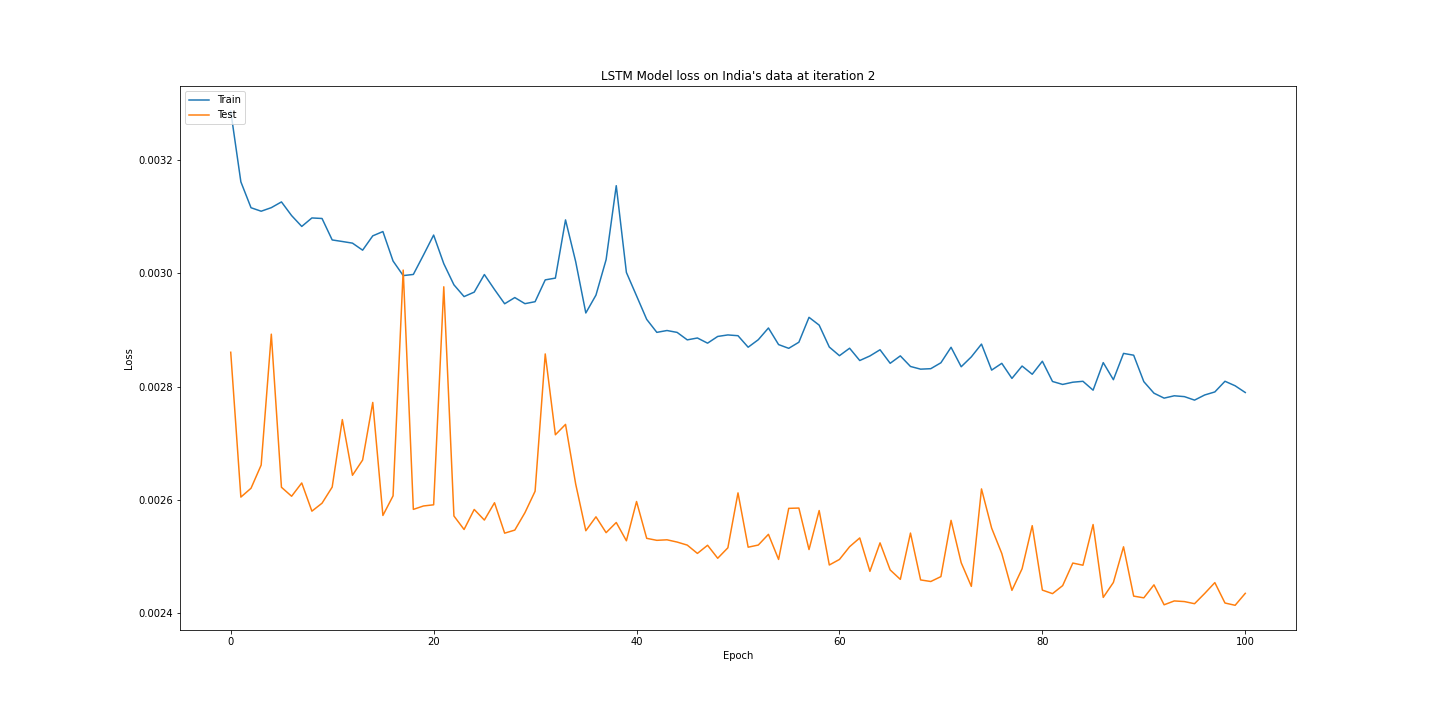 LSTM Model loss on India's data at iteration 2
Train
Test
0.0032
0.0030
0.0028
0.0026
0.0024
Loss
0 20 40 60 80 100
Epoch